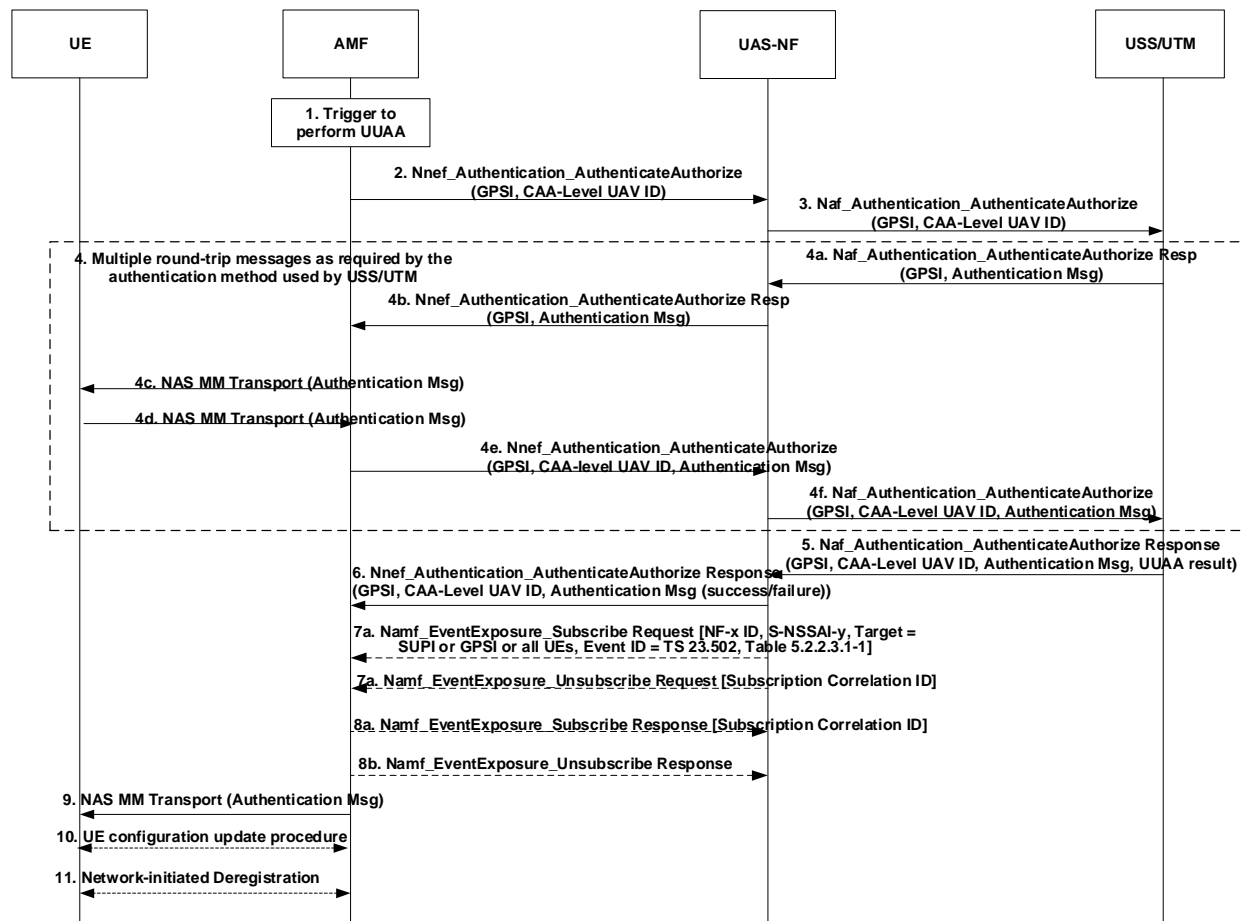 UE
AMF
UAS-NF
USS/UTM
1. Trigger to
perform UUAA
2. Nnef_Authentication_AuthenticateAuthorize
(GPSI, CAA-Level UAV ID)
3. Naf_Authentication_AuthenticateAuthorize
(GPSI, CAA-Level UAV ID)
4. Multiple round-trip messages as required by the
authentication method used by USS/UTM
4a. Naf_Authentication_AuthenticateAuthorize Resp
(GPSI, Authentication Msg)
4b. Nnef_Authentication_AuthenticateAuthorize Resp
(GPSI, Authentication Msg)
4c. NAS MM Transport (Authentication Msg)
4d. NAS MM Transport (Authentication Msg)
4e. Nnef_Authentication_AuthenticateAuthorize
(GPSI, CAA-level UAV ID, Authentication Msg)
4f. Naf_Authentication_AuthenticateAuthorize
(GPSI, CAA-Level UAV ID, Authentication Msg)
5. Naf_Authentication_AuthenticateAuthorize Response
(GPSI, CAA-Level UAV ID, Authentication Msg, UUAA result)
6. Nnef_Authentication_AuthenticateAuthorize Response
(GPSI, CAA-Level UAV ID, Authentication Msg (success/failure))
7a. Namf_EventExposure_Subscribe Request [NF-x ID, S-NSSAI-y, Target =
SUPI or GPSI or all UEs, Event ID = TS 23.502, Table 5.2.2.3.1-1]
7a. Namf_EventExposure_Unsubscribe Request [Subscription Correlation ID]
8a. Namf_EventExposure_Subscribe Response [Subscription Correlation ID]
8b. Namf_EventExposure_Unsubscribe Response
9. NAS MM Transport (Authentication Msg)
10. UE configuration update procedure
11. Network-initiated Deregistration